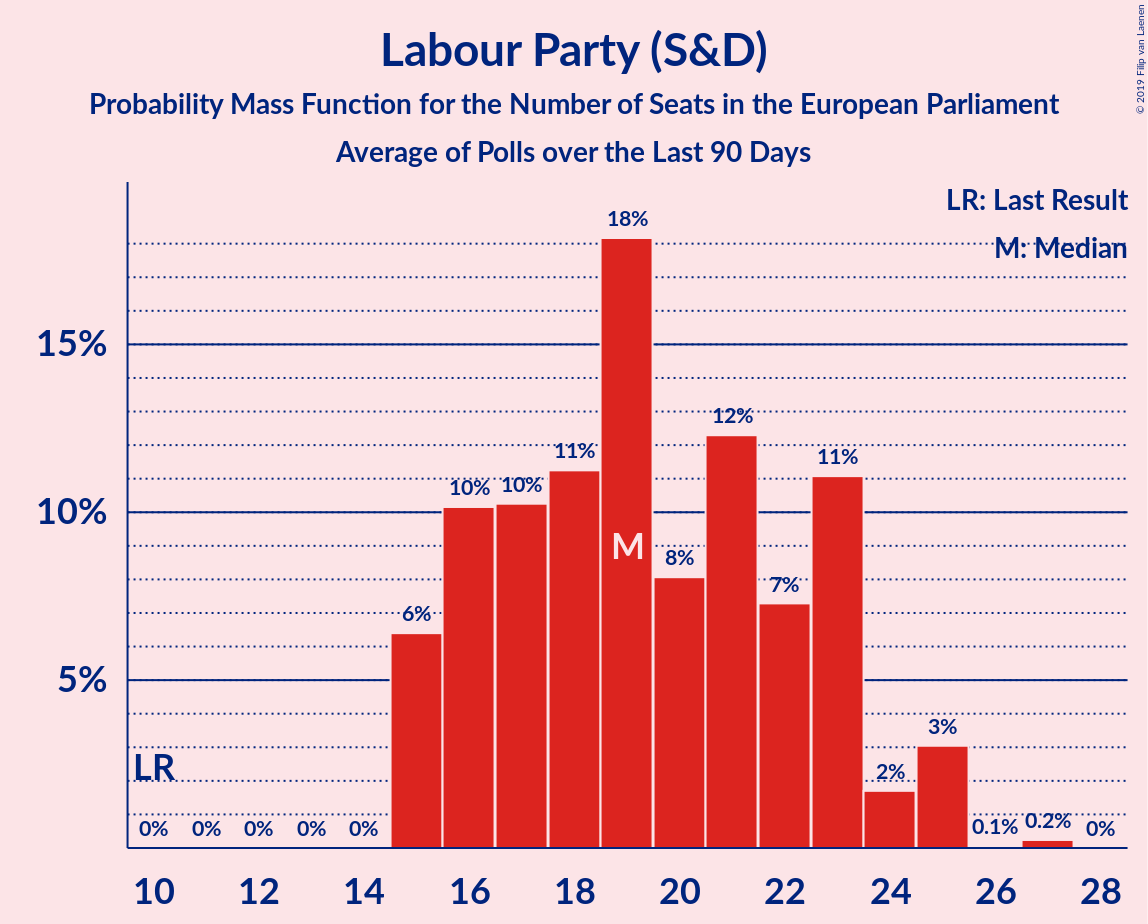 Labour Party (S&D)
Probability Mass Function for the Number of Seats in the European Parliament
Average of Polls over the Last 90 Days
© 2019 Filip van Laenen
LR: Last Result
M: Median
15%
10%
5%
18%
12%
11%
11%
10%
10%
M
8%
7%
6%
3%
2%
LR
0%
0%
0%
0%
0%
0.1%
0.2%
0%
10 12 14 16 18 20 22 24 26 28